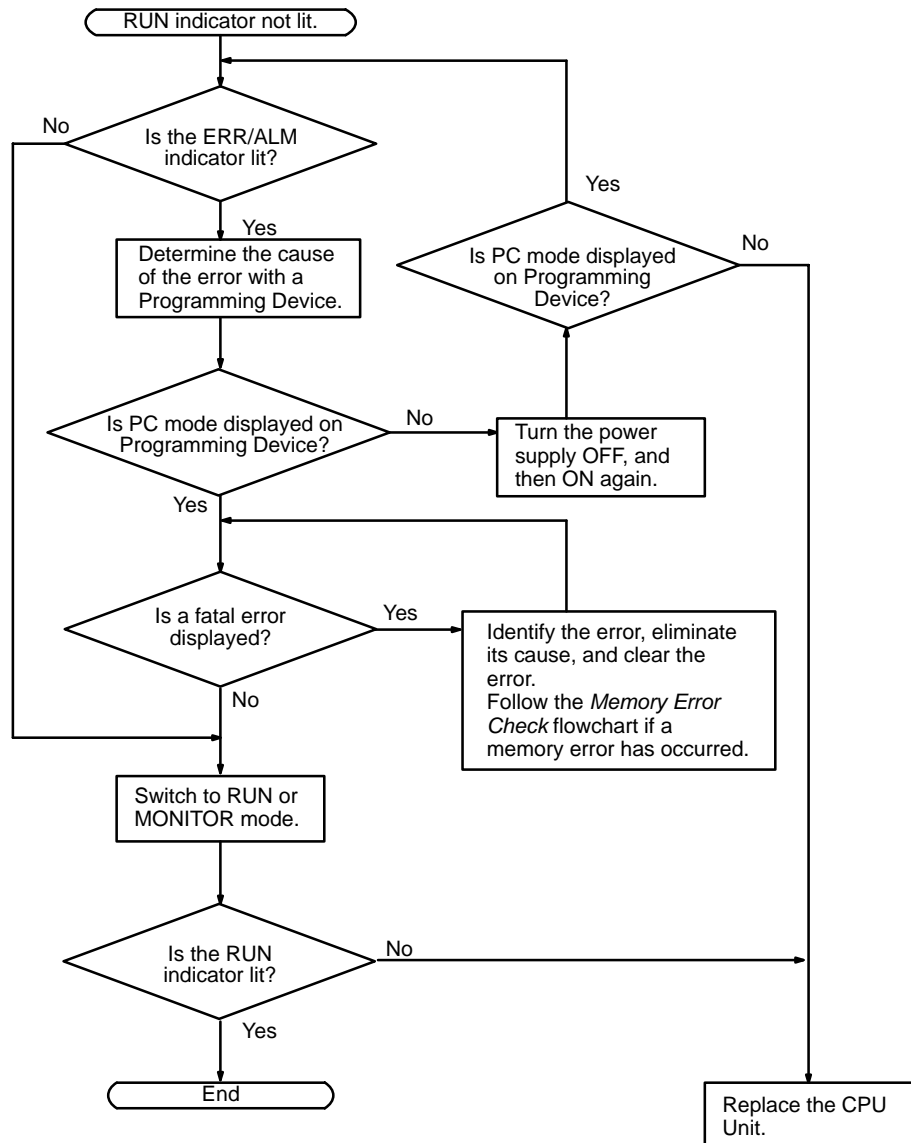 RUN indicator not lit.
No
Is the ERR/ALM
indicator lit?
Yes
Yes
Determine the cause
of the error with a
Programming Device.
Is PC mode displayed
on Programming
Device?
No
Is PC mode displayed on
Programming Device?
No
Turn the power
supply OFF, and
then ON again.
Yes
Is a fatal error
displayed?
Yes
Identify the error, eliminate
its cause, and clear the
error.
Follow the Memory Error
Check flowchart if a
memory error has occurred.
No
Switch to RUN or
MONITOR mode.
Is the RUN
indicator lit?
No
Yes
End
Replace the CPU
Unit.